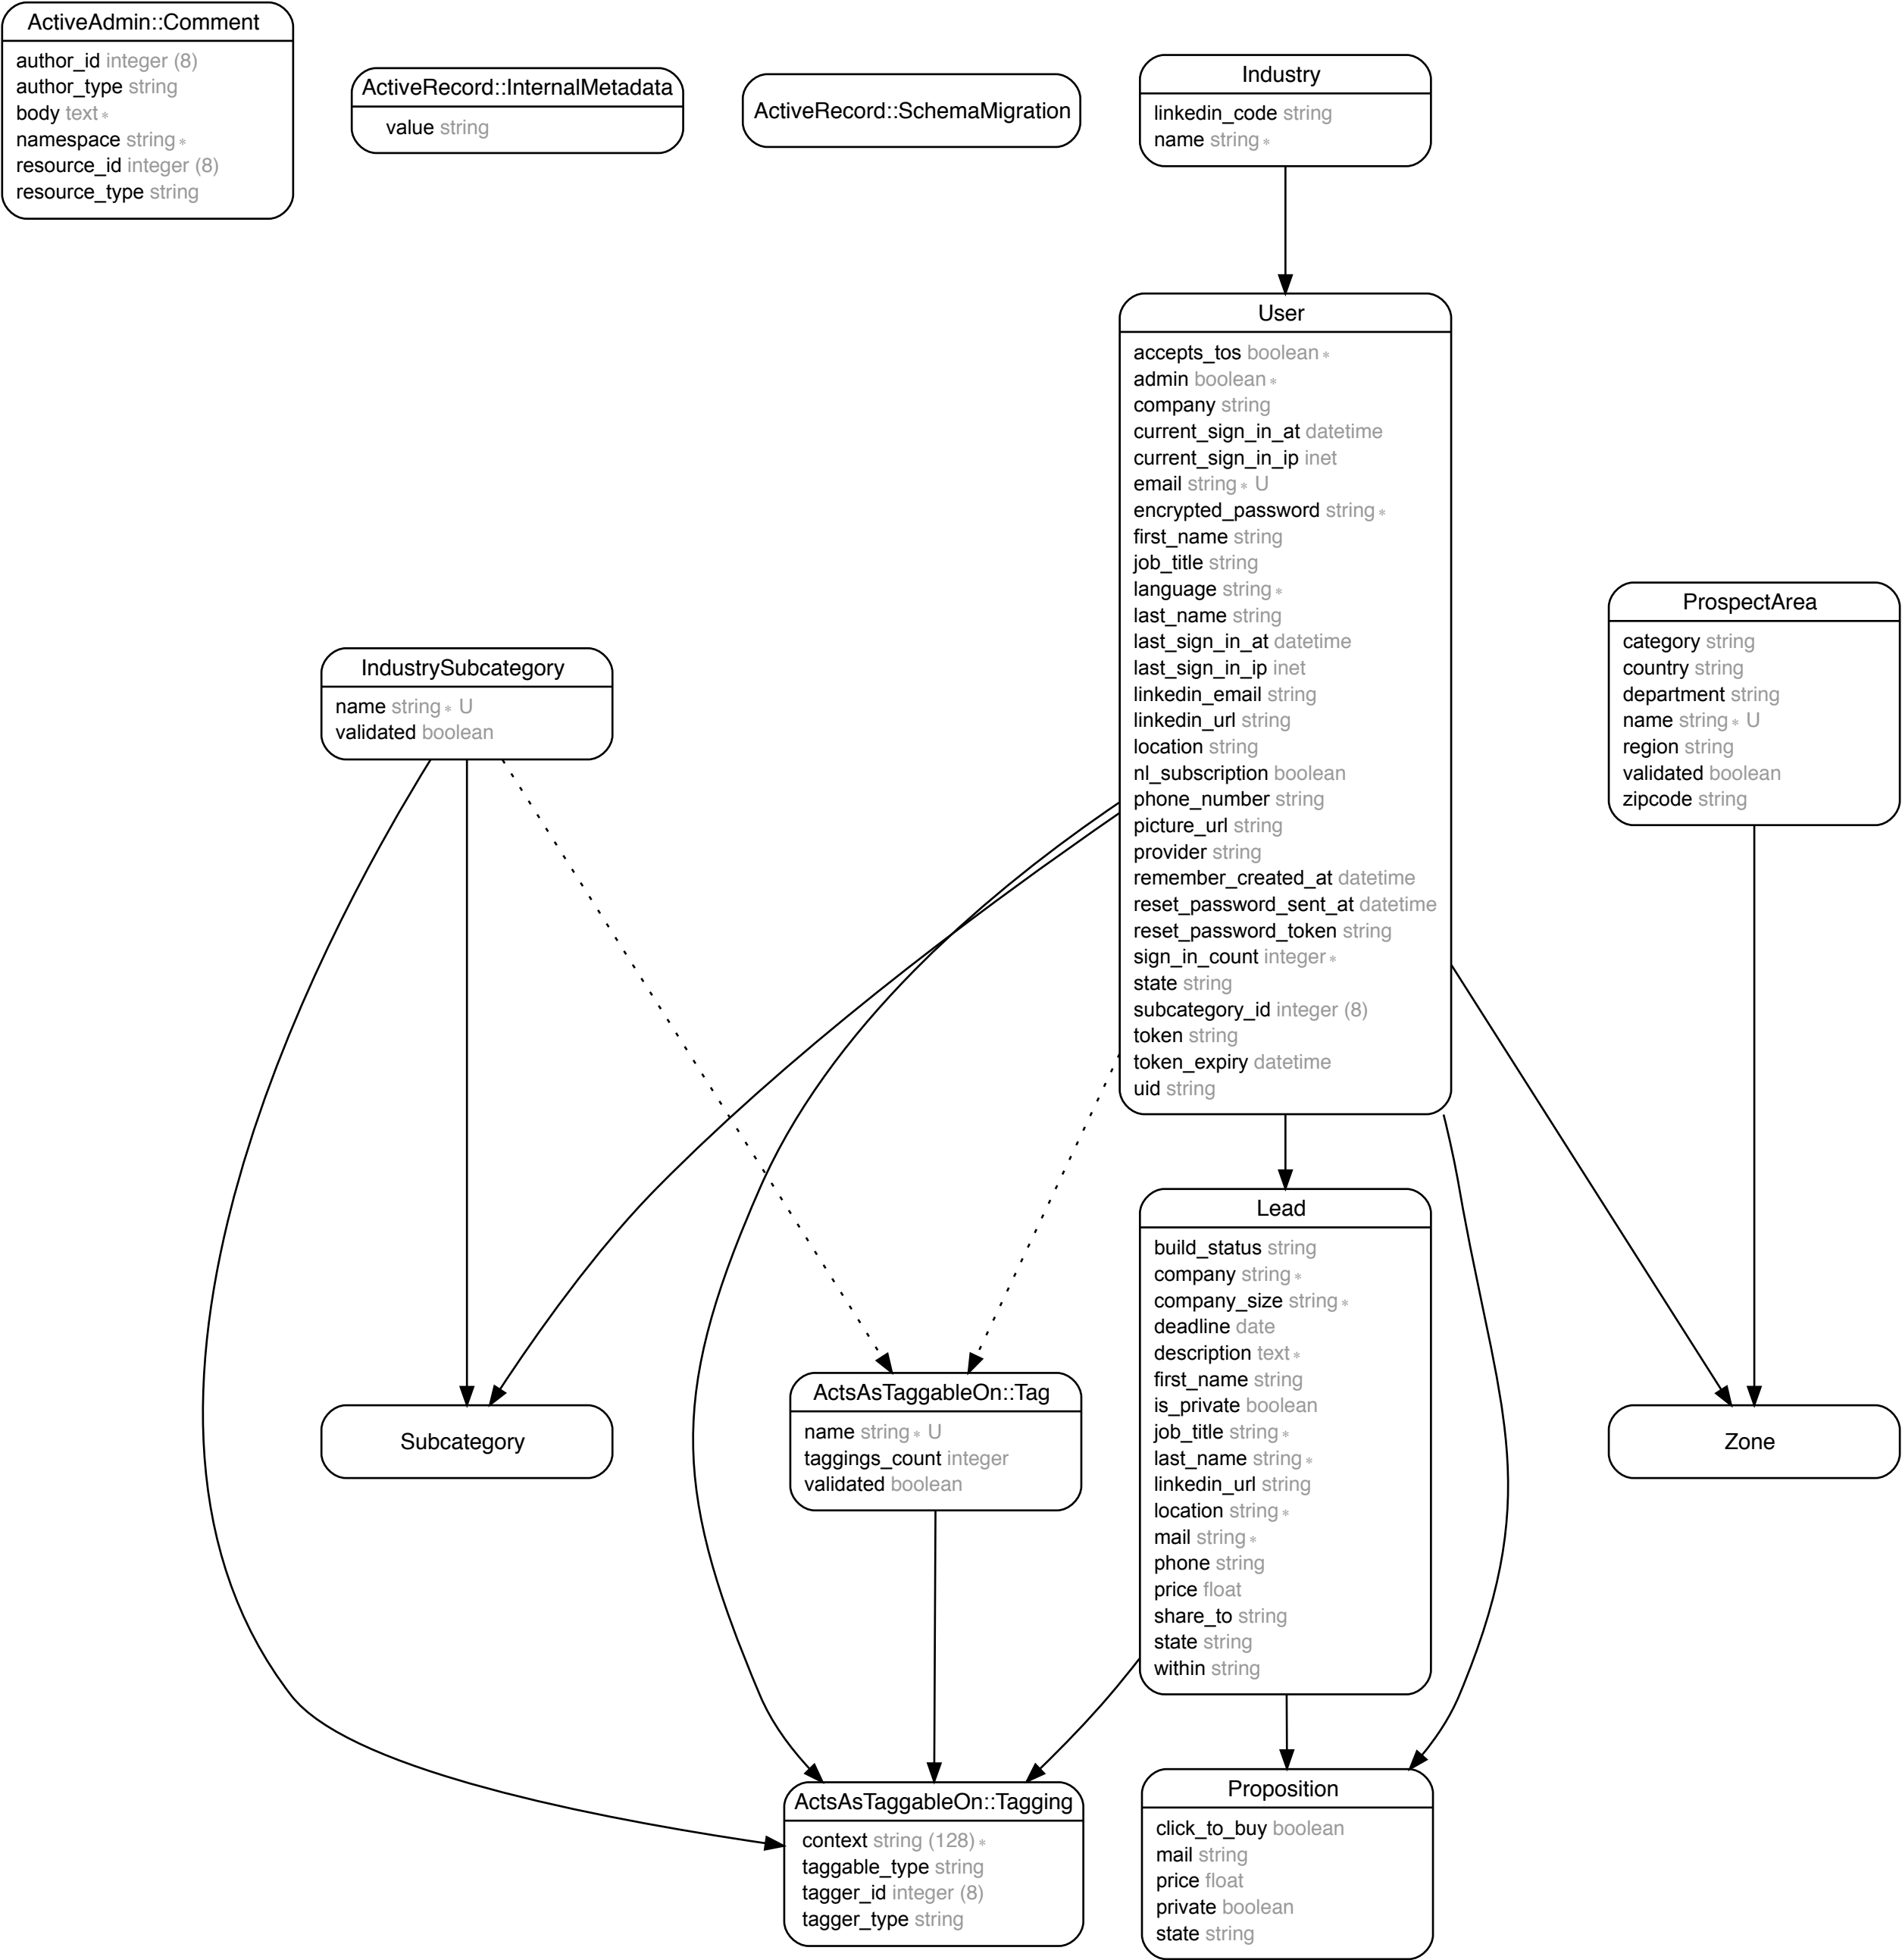 ActiveAdmin::Comment
author_id integer (8)
author_type string
body text ∗
namespace string ∗
resource_id integer (8)
resource_type string
ActiveRecord::InternalMetadata
value string
ActiveRecord::SchemaMigration
Industry
linkedin_code string
name string ∗
User
accepts_tos boolean ∗
admin boolean ∗
company string
current_sign_in_at datetime
current_sign_in_ip inet
email string ∗ U
encrypted_password string ∗
first_name string
job_title string
language string ∗
last_name string
last_sign_in_at datetime
last_sign_in_ip inet
linkedin_email string
linkedin_url string
location string
nl_subscription boolean
phone_number string
picture_url string
provider string
remember_created_at datetime
reset_password_sent_at datetime
reset_password_token string
sign_in_count integer ∗
state string
subcategory_id integer (8)
token string
token_expiry datetime
uid string
ProspectArea
category string
country string
department string
name string ∗ U
region string
validated boolean
zipcode string
IndustrySubcategory
name string ∗ U
validated boolean
Lead
build_status string
company string ∗
company_size string ∗
deadline date
description text ∗
first_name string
is_private boolean
job_title string ∗
last_name string ∗
linkedin_url string
location string ∗
mail string ∗
phone string
price float
share_to string
state string
within string
Subcategory
ActsAsTaggableOn::Tag
name string ∗ U
taggings_count integer
validated boolean
Zone
ActsAsTaggableOn::Tagging
context string (128) ∗
taggable_type string
tagger_id integer (8)
tagger_type string
Proposition
click_to_buy boolean
mail string
price float
private boolean
state string